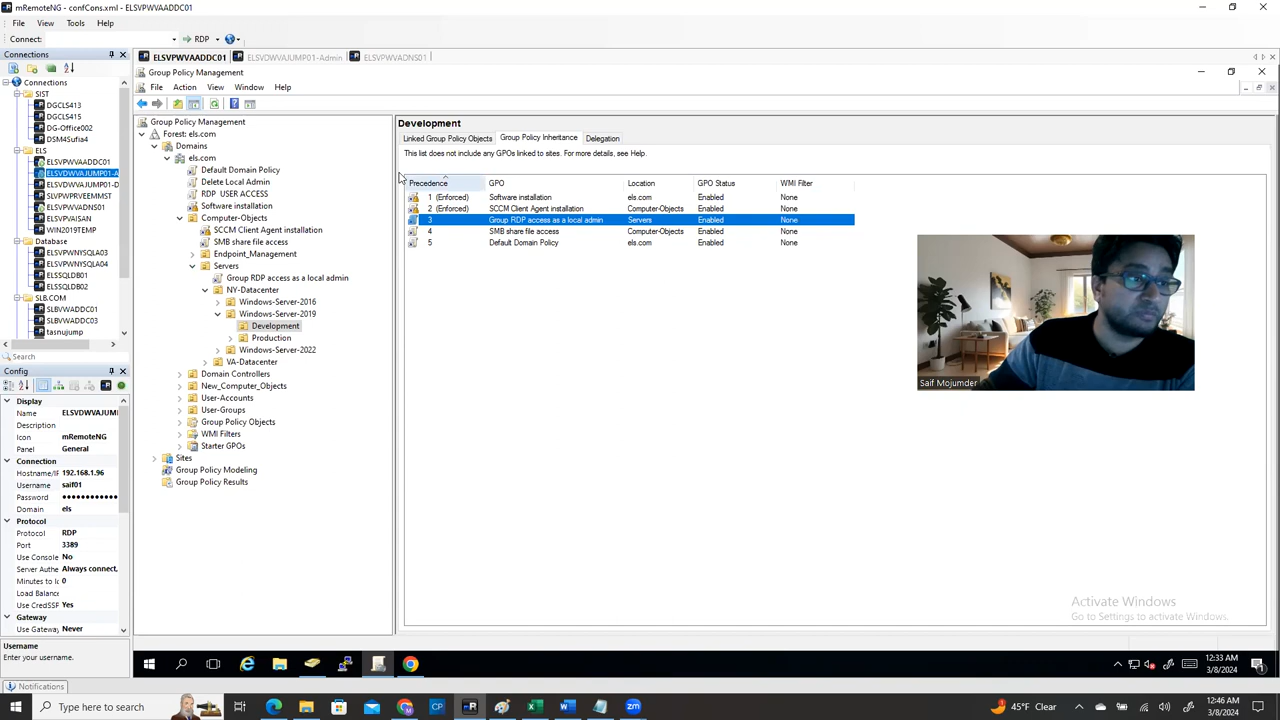 mRemoteNG - confCons.xml - ELSVPWVAADDC01
File View Tools Help
Connect: RDP
Connections
Connections
SIST
DGCLS413
DGCLS415
DG-Office002
DSM4Sufia4
ELS
ELSVPWVAADDC01
ELSVDWVAJUMP01-A
ELSVDWVAJUMP01-D
SLPWVPRVEEMMST
ELSVPWVADNS01
ELSVPVAISAN
WIN2019TEMP
Database
ELSVPWVNYSQLA03
ELSVPWVNYSQLA04
ELSSQLDB01
ELSSQLDB02
SLB.COM
SLBVWADDC01
SLBVWADDC03
tasnujump
Search
Config
Display
Name ELSVDWVAJUMI
Description
Icon mRemoteNG
Panel General
Connection
Hostname/IP 192.168.1.96
Username saif01
Password ••••••••••••
Domain els
Protocol
Protocol RDP
Port 3389
Use Console No
Server Authe Always connect,
Minutes to Ic 0
Load Balance
Use CredSSP Yes
Gateway
Use Gateway Never
Username
Enter your username.
Notifications
ELSVPWVAADDC01 ELSVDWVAJUMP01-Admin ELSVPWVADNS01
Group Policy Management
File Action View Window Help
Group Policy Management
Forest: els.com
Domains
els.com
Default Domain Policy
Delete Local Admin
RDP USER ACCESS
Software installation
Computer-Objects
SCCM Client Agent installation
SMB share file access
Endpoint_Management
Servers
Group RDP access as a local admin
NY-Datacenter
Windows-Server-2016
Windows-Server-2019
Development
Production
Windows-Server-2022
VA-Datacenter
Domain Controllers
New_Computer_Objects
User-Accounts
User-Groups
Group Policy Objects
WMI Filters
Starter GPOs
Sites
Group Policy Modeling
Group Policy Results
Development
Linked Group Policy Objects Group Policy Inheritance Delegation
This list does not include any GPOs linked to sites. For more details, see Help.
Precedence GPO Location GPO Status WMI Filter
1 (Enforced) Software installation els.com Enabled None
2 (Enforced) SCCM Client Agent installation Computer-Objects Enabled None
3 Group RDP access as a local admin Servers Enabled None
4 SMB share file access Computer-Objects Enabled None
5 Default Domain Policy els.com Enabled None
Saif Mojumder
Activate Windows
Go to Settings to activate Windows.
12:33 AM
3/8/2024
Type here to search
45°F Clear
12:46 AM
3/8/2024